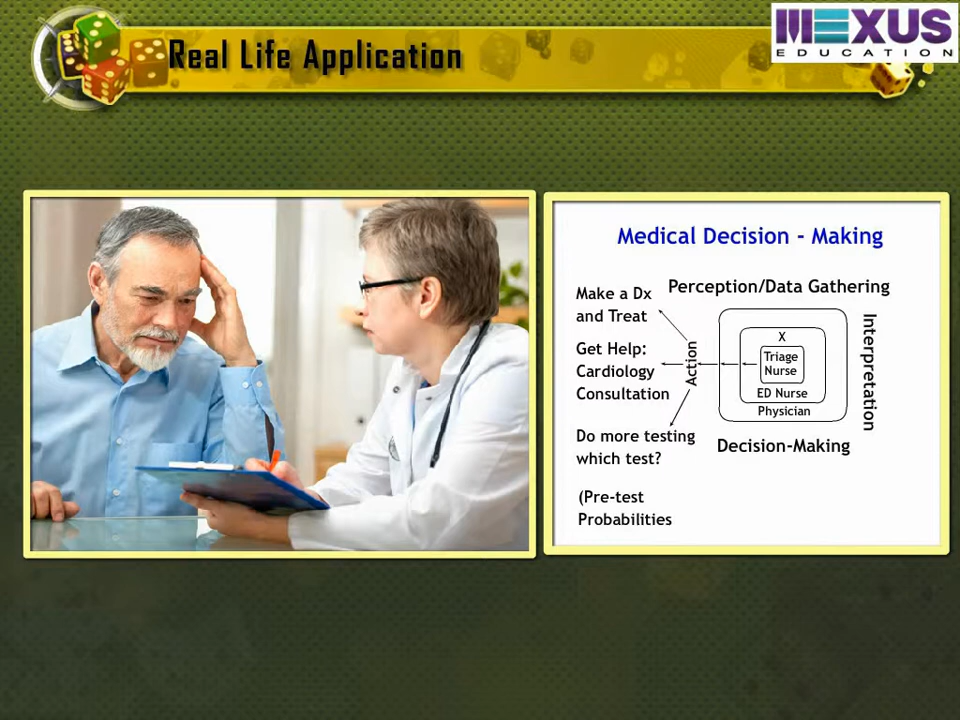 Real Life Application
MEXUS
EDUCATION
Medical Decision - Making
Perception/Data Gathering
Make a Dx
and Treat
Get Help:
Cardiology
Consultation
Do more testing
which test?
(Pre-test
Probabilities
Action
X
Triage
Nurse
ED Nurse
Physician
Interpretation
Decision-Making